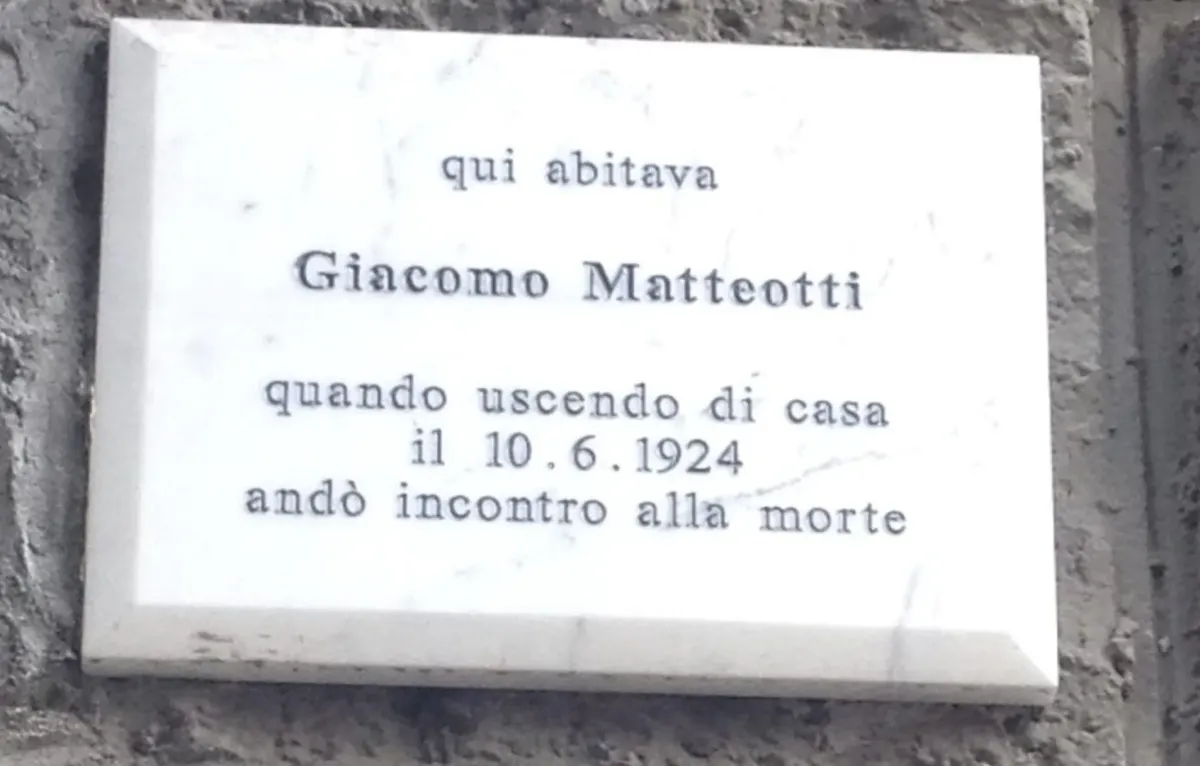 qui abitava
Giacomo Matteotti
quando uscendo di casa
il 10.6.1924
andò incontro alla morte